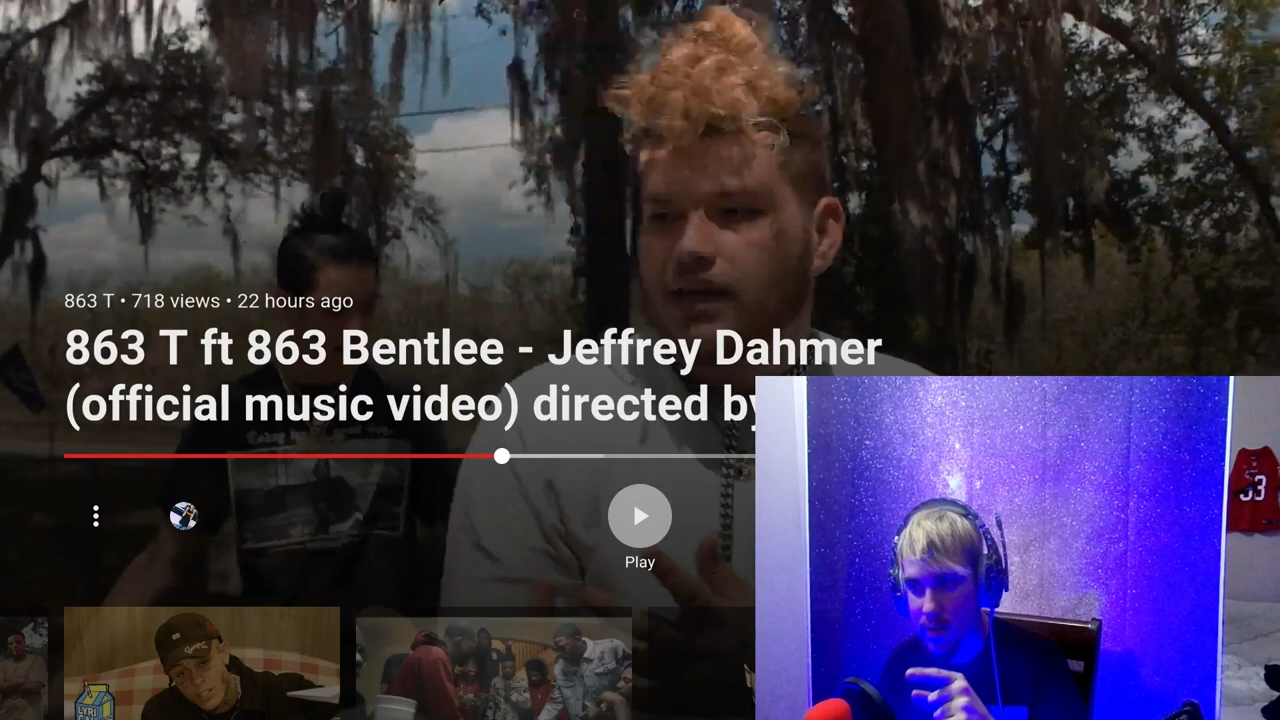 863 T • 718 views • 22 hours ago
863 T ft 863 Bentlee - Jeffrey Dahmer
(official music video) directed by
Play
LYRI
33